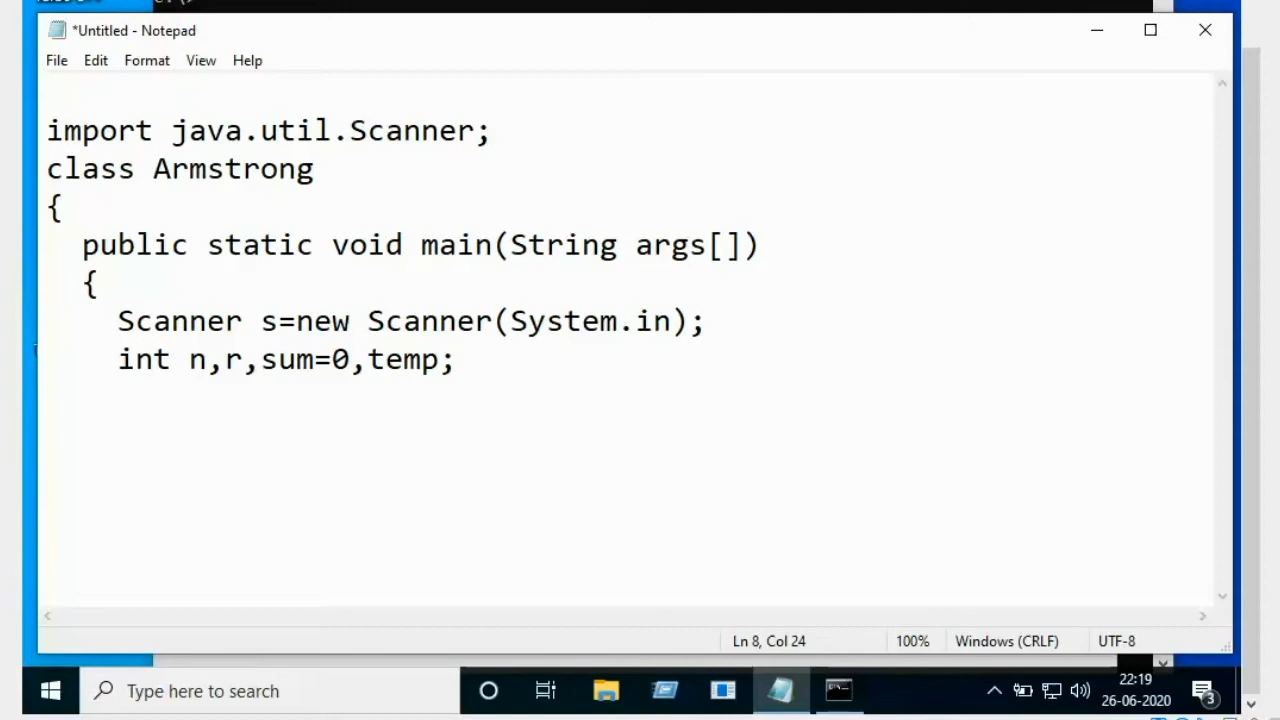 *Untitled - Notepad
File Edit Format View Help
import java.util.Scanner;
class Armstrong
{
public static void main(String args[])
{
Scanner s=new Scanner(System.in);
int n,r,sum=0,temp;
Ln 8, Col 24 100% Windows (CRLF) UTF-8
Type here to search
22:19
26-06-2020
3